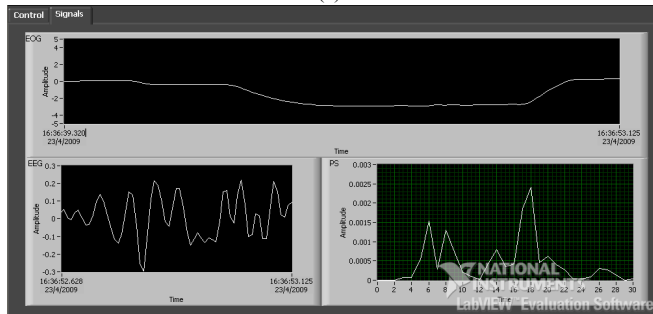 Control Signals
EOG
5
4
2
0
-2
-4
-5
Amplitude
16:36:39.320
23/4/2009
16:36:53.125
23/4/2009
Time
EEG
0.3
0.2
0.1
0
-0.1
-0.2
-0.3
Amplitude
16:36:52.628
23/4/2009
16:36:53.125
23/4/2009
Time
PS
0.003
0.0025
0.002
0.0015
0.001
0.0005
0
Amplitude
0 2 4 6 8 10 12 14 16 18 20 22 24 26 28 30
Time
NATIONAL
INSTRUMENTS
LabVIEW Evaluation Software